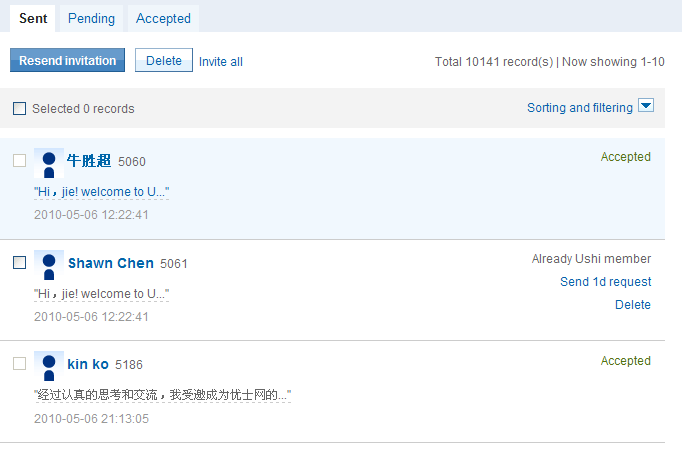 Sent Pending Accepted
Resend invitation Delete Invite all Total 10141 record(s) | Now showing 1-10
Selected 0 records Sorting and filtering
牛胜超 5060 Accepted
"Hi，jie! welcome to U..."
2010-05-06 12:22:41
Shawn Chen 5061 Already Ushi member
"Hi，jie! welcome to U..." Send 1d request
2010-05-06 12:22:41 Delete
kin ko 5186 Accepted
"经过认真的思考和交流，我受邀成为优士网的..."
2010-05-06 21:13:05